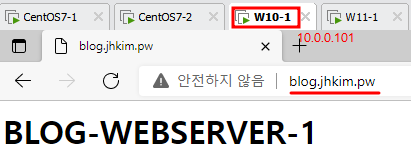 CentOS7-1 CentOS7-2 W10-1 W11-1
blog.jhkim.pw 10.0.0.101
안전하지 않음 blog.jhkim.pw
BLOG-WEBSERVER-1